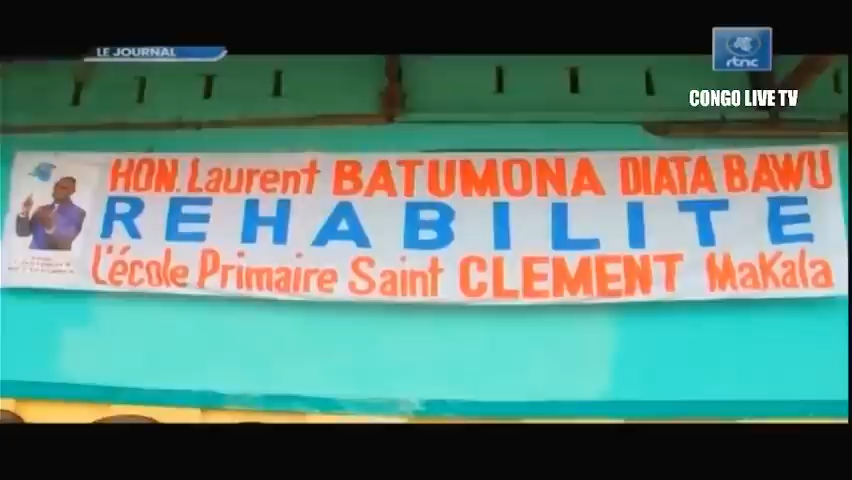 LE JOURNAL
rtnc
CONGO LIVE TV
HON. Laurent BATUMONA DIATA BAWU
REHABILITE
L'école Primaire Saint CLEMENT Makala